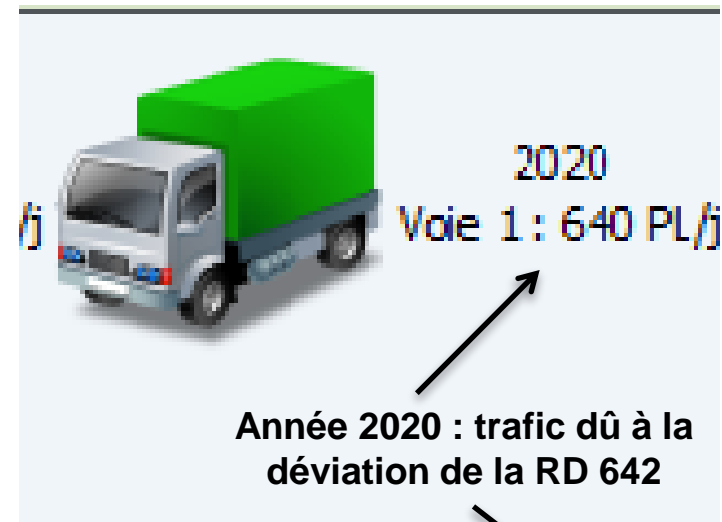 2020
/j
Voie 1 : 640 PL/j
Année 2020 : trafic dû à la
déviation de la RD 642